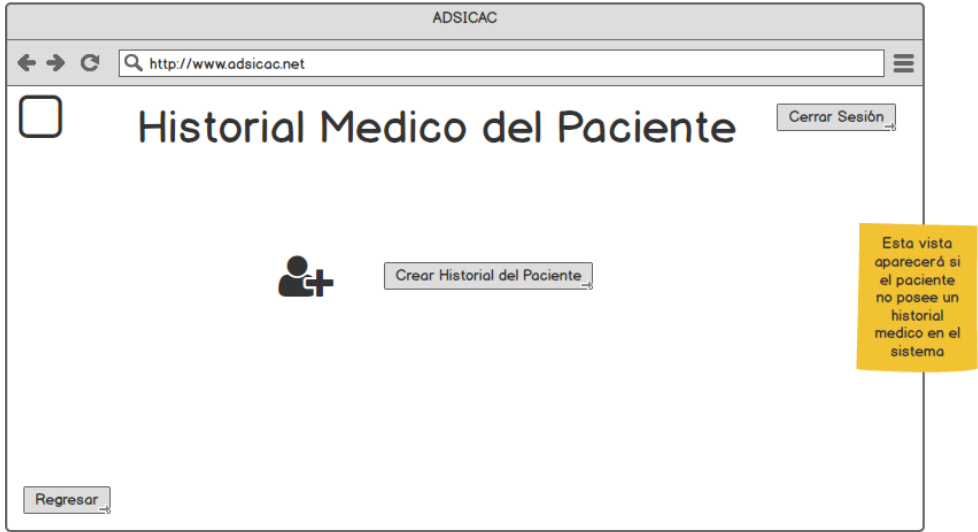 ADSICAC
http://www.adsicac.net
Historial Medico del Paciente
Cerrar Sesión
Crear Historial del Paciente
Esta vista
aparecerá si
el paciente
no posee un
historial
medico en el
sistema
Regresar